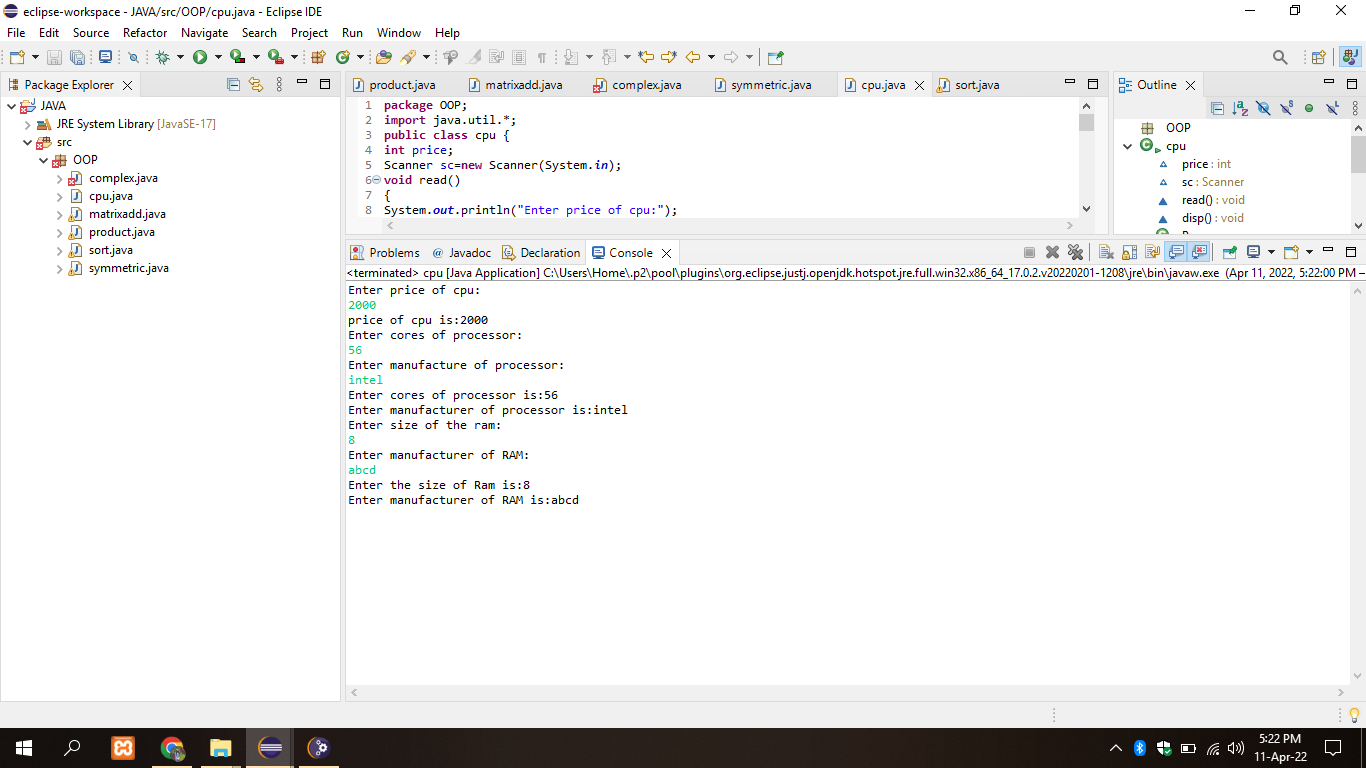 eclipse-workspace - JAVA/src/OOP/cpu.java - Eclipse IDE
File Edit Source Refactor Navigate Search Project Run Window Help
Package Explorer
JAVA
JRE System Library [JavaSE-17]
src
OOP
complex.java
cpu.java
matrixadd.java
product.java
sort.java
symmetric.java
product.java matrixadd.java complex.java symmetric.java cpu.java sort.java
1 package OOP;
2 import java.util.*;
3 public class cpu {
4 int price;
5 Scanner sc=new Scanner(System.in);
6 void read()
7 {
8 System.out.println("Enter price of cpu:");
Outline
OOP
cpu
price : int
sc : Scanner
read() : void
disp() : void
Problems Javadoc Declaration Console
<terminated> cpu [Java Application] C:\Users\Home\.p2\pool\plugins\org.eclipse.justj.openjdk.hotspot.jre.full.win32.x86_64_17.0.2.v20220201-1208\jre\bin\javaw.exe (Apr 11, 2022, 5:22:00 PM –
Enter price of cpu:
2000
price of cpu is:2000
Enter cores of processor:
56
Enter manufacture of processor:
intel
Enter cores of processor is:56
Enter manufacturer of processor is:intel
Enter size of the ram:
8
Enter manufacturer of RAM:
abcd
Enter the size of Ram is:8
Enter manufacturer of RAM is:abcd
5:22 PM
11-Apr-22